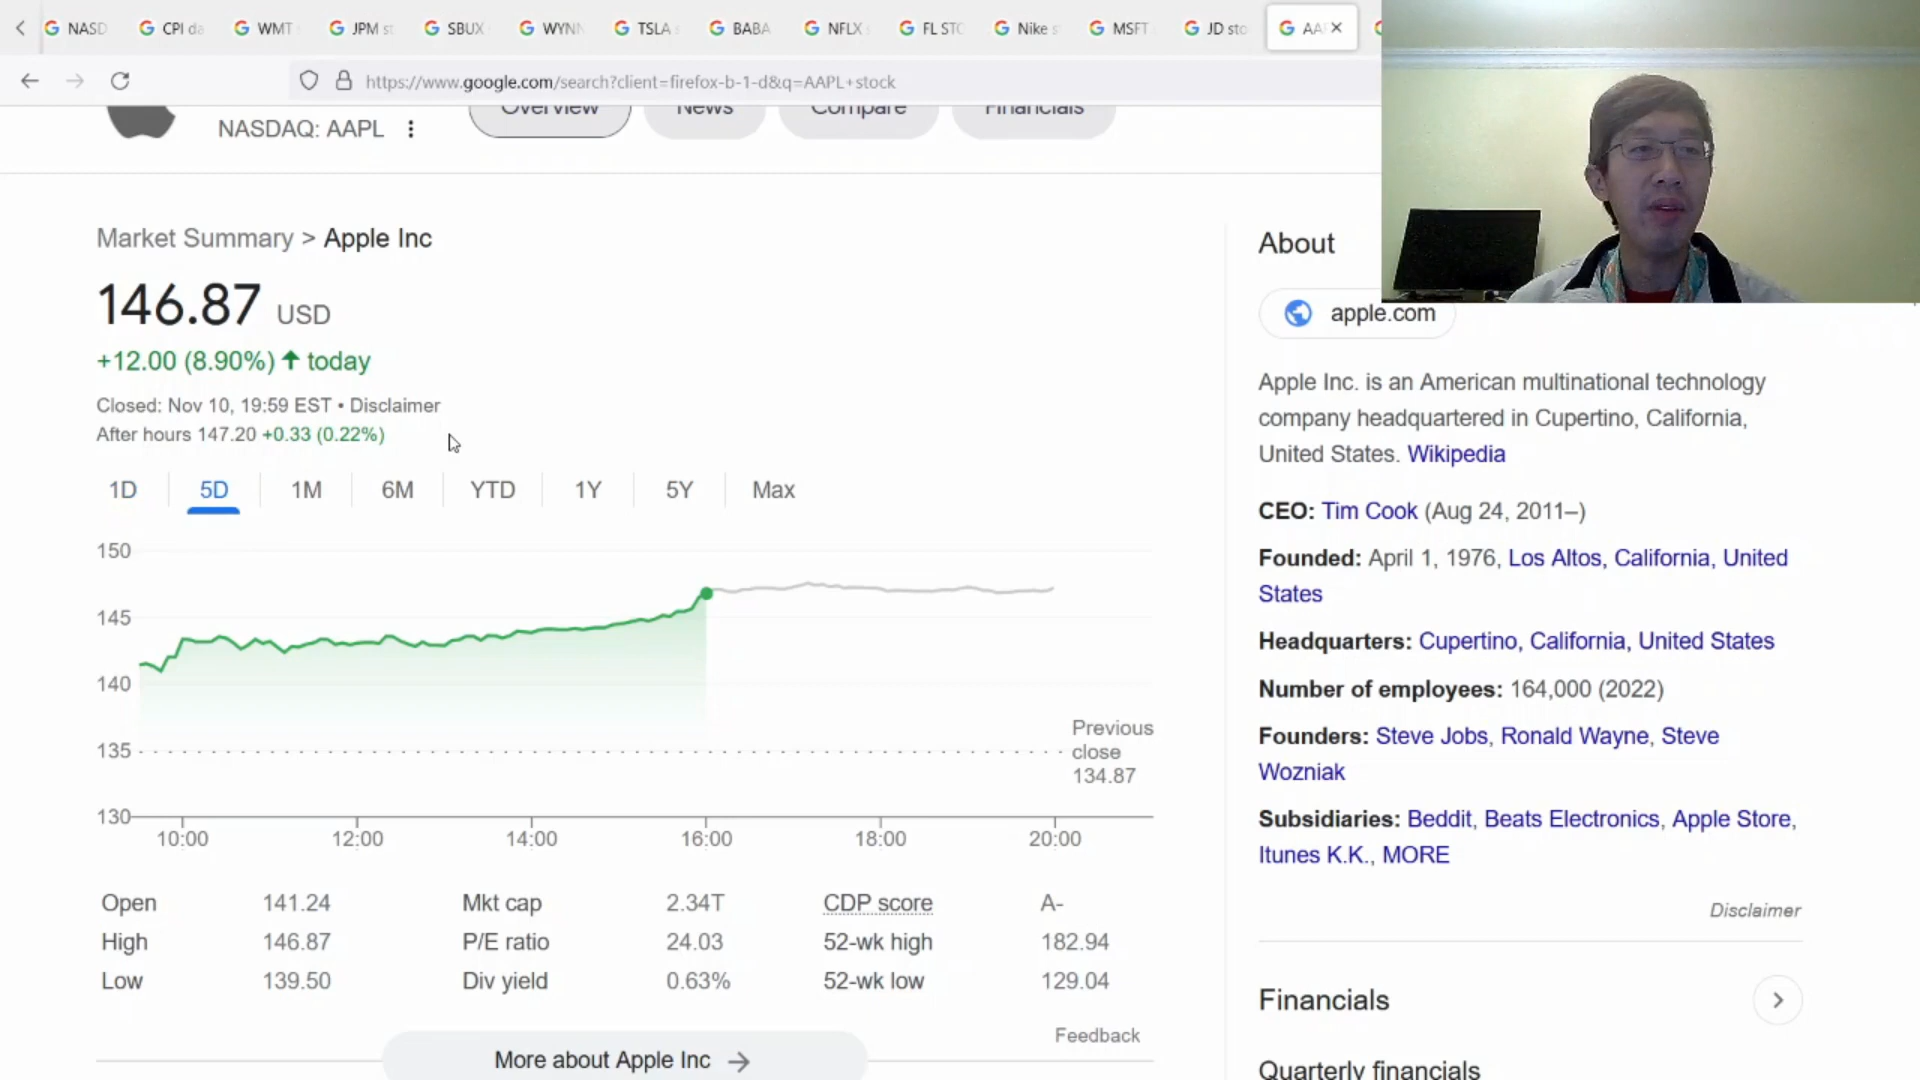 NASD
CPI da
WMT
JPM st
SBUX
WYNN
TSLA s
BABA
NFLX
FL STO
Nike s
MSFT
JD sto
AAP
https://www.google.com/search?client=firefox-b-1-d&q=AAPL+stock
NASDAQ: AAPL
Overview
News
Compare
Financials
Market Summary > Apple Inc
146.87 USD
+12.00 (8.90%) ↑ today
Closed: Nov 10, 19:59 EST • Disclaimer
After hours 147.20 +0.33 (0.22%)
1D
5D
1M
6M
YTD
1Y
5Y
Max
150
145
140
135
130
Previous
close
134.87
10:00
12:00
14:00
16:00
18:00
20:00
Open 141.24 Mkt cap 2.34T CDP score A-
High 146.87 P/E ratio 24.03 52-wk high 182.94
Low 139.50 Div yield 0.63% 52-wk low 129.04
Feedback
More about Apple Inc →
About
apple.com
Apple Inc. is an American multinational technology
company headquartered in Cupertino, California,
United States. Wikipedia
CEO: Tim Cook (Aug 24, 2011–)
Founded: April 1, 1976, Los Altos, California, United
States
Headquarters: Cupertino, California, United States
Number of employees: 164,000 (2022)
Founders: Steve Jobs, Ronald Wayne, Steve
Wozniak
Subsidiaries: Beddit, Beats Electronics, Apple Store,
Itunes K.K., MORE
Disclaimer
Financials
Quarterly financials